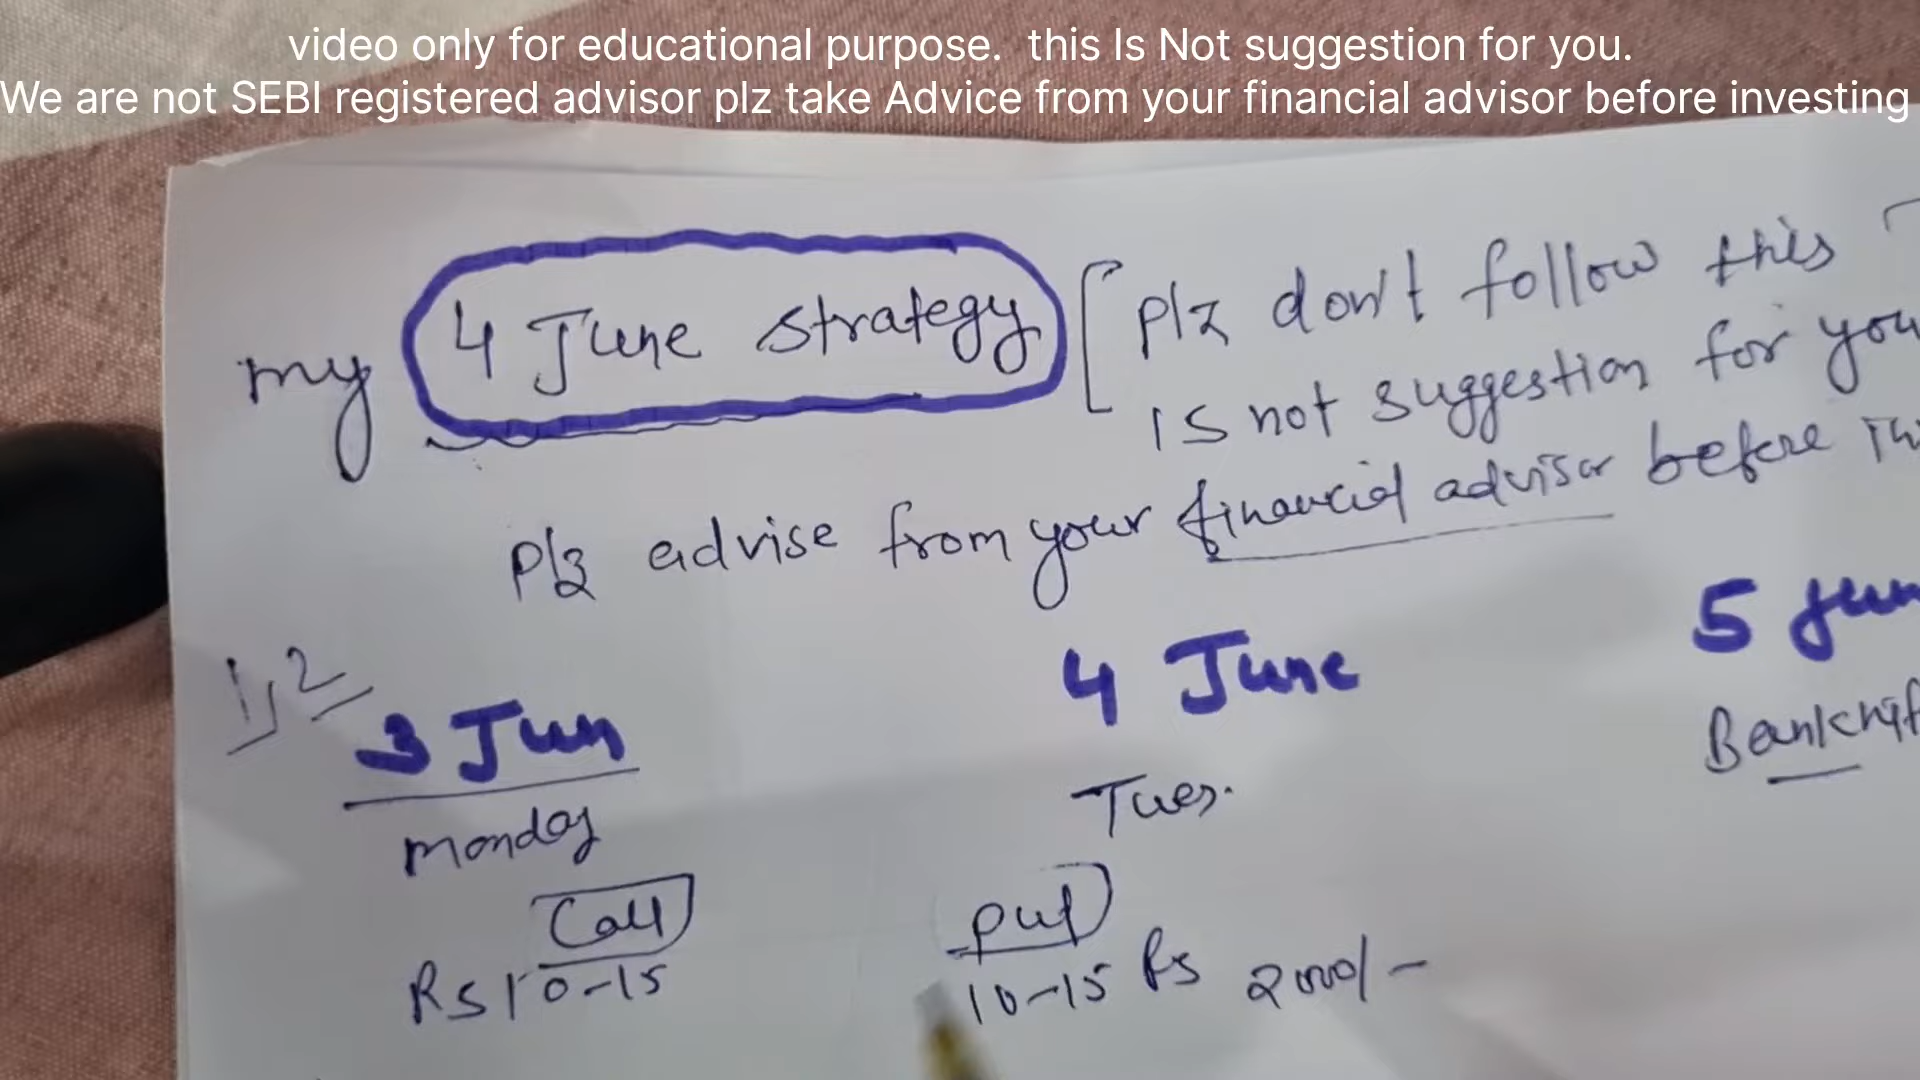 video only for educational purpose. this Is Not suggestion for you.
We are not SEBI registered advisor plz take Advice from your financial advisor before investing
my 4 June strategy [plz don't follow this
is not suggestion for you
plz advise from your financial advisor before
1,2
3 Jun 4 June 5
monday Tues.
Call put
Rs 10-15 10-15 Rs 2000/-